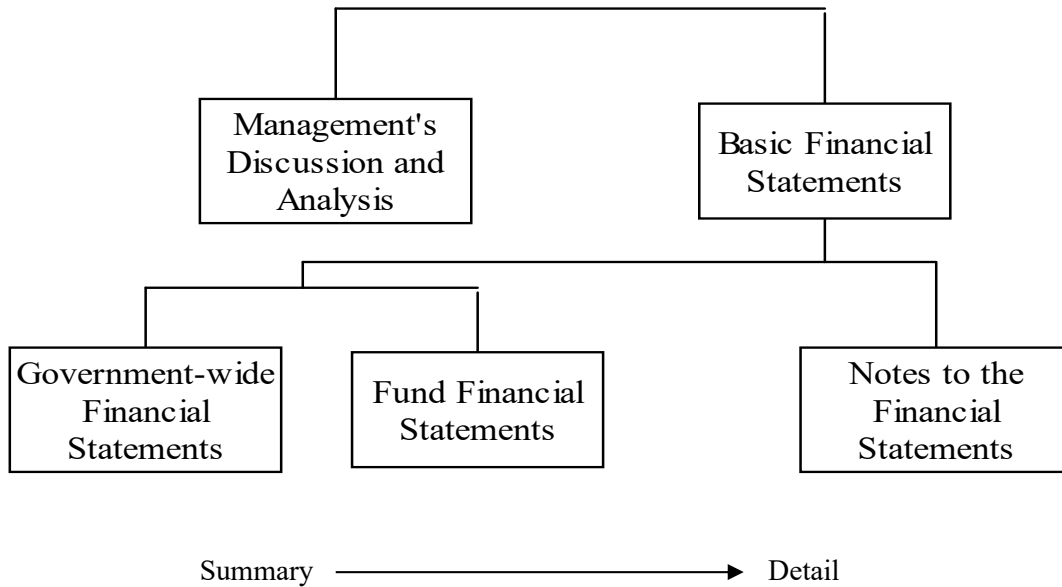 Management's
Discussion and
Analysis
Basic Financial
Statements
Government-wide
Financial
Statements
Fund Financial
Statements
Notes to the
Financial
Statements
Summary
Detail